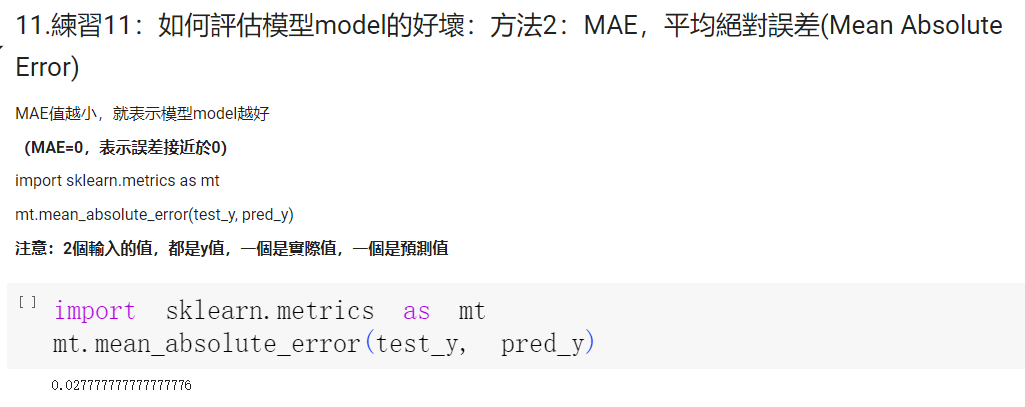 11.練習11：如何評估模型model的好壞：方法2：MAE，平均絕對誤差(Mean Absolute
Error)
MAE值越小，就表示模型model越好
（MAE=0，表示誤差接近於0）
import sklearn.metrics as mt
mt.mean_absolute_error(test_y, pred_y)
注意：2個輸入的值，都是y值，一個是實際值，一個是預測值
[ ] import sklearn.metrics as mt
mt.mean_absolute_error(test_y, pred_y)
0.027777777777777776